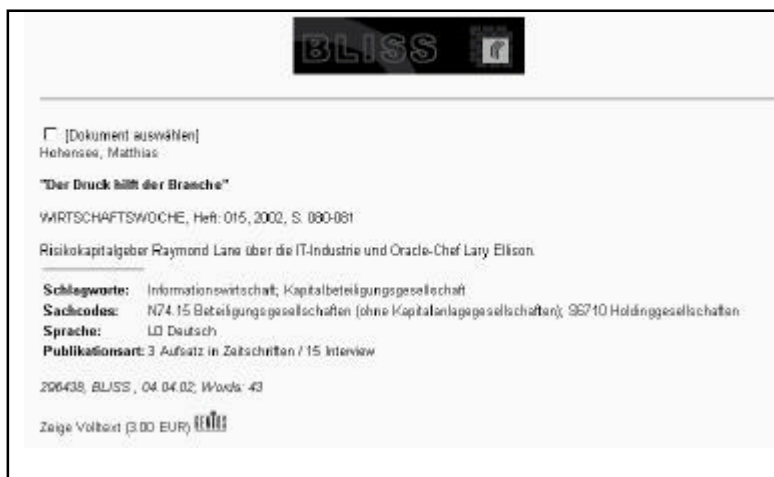 BLISS
[Dokument auswählen]
Hohensee, Matthias
"Der Druck hilft der Branche"
WIRTSCHAFTSWOCHE, Heft: 015, 2002, S. 080-081
Risikokapitalgeber Raymond Lane über die IT-Industrie und Oracle-Chef Lary Ellison.
Schlagworte: Informationswirtschaft; Kapitalbeteiligungsgesellschaft
Sachcodes: N74.15 Beteiligungsgesellschaften (ohne Kapitalanlagegesellschaften); S6710 Holdinggesellschaften
Sprache: L0 Deutsch
Publikationsart: 3 Aufsatz in Zeitschriften / 15 Interview
296438, BLISS , 04.04.02; Words: 43
Zeige Volltext (3.00 EUR) GENIOS